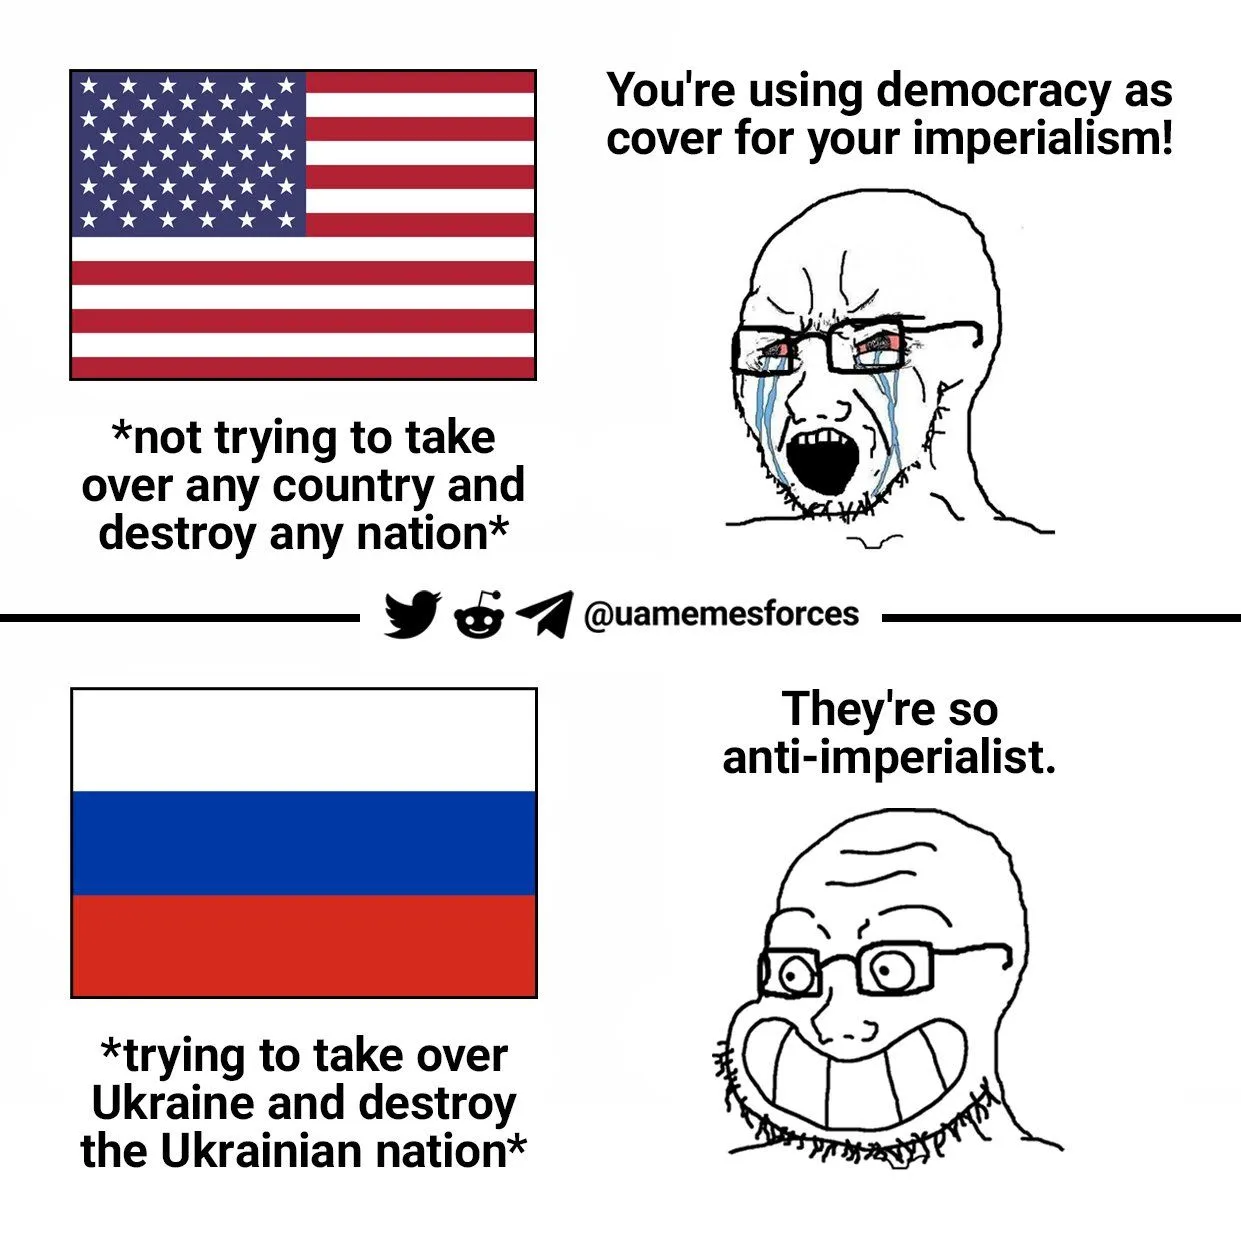 You're using democracy as
cover for your imperialism!
*not trying to take
over any country and
destroy any nation*
@uamemesforces
They're so
anti-imperialist.
*trying to take over
Ukraine and destroy
the Ukrainian nation*